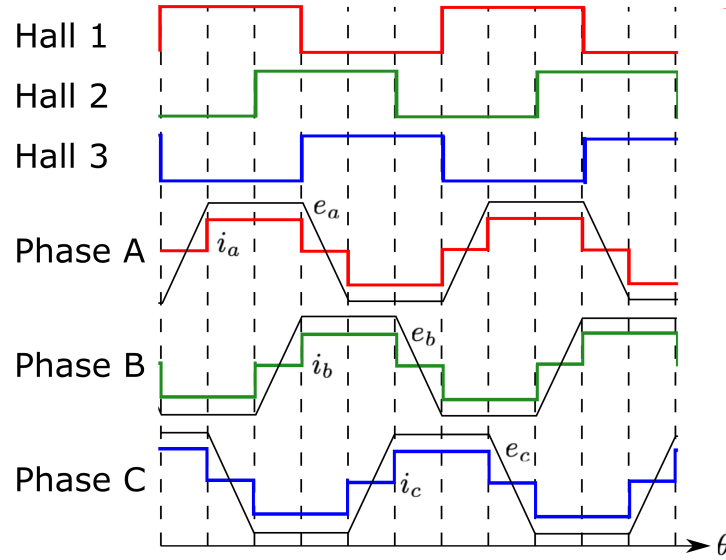 Hall 1
Hall 2
Hall 3
e_a
Phase A
i_a
e_b
Phase B
i_b
e_c
Phase C
i_c
θ